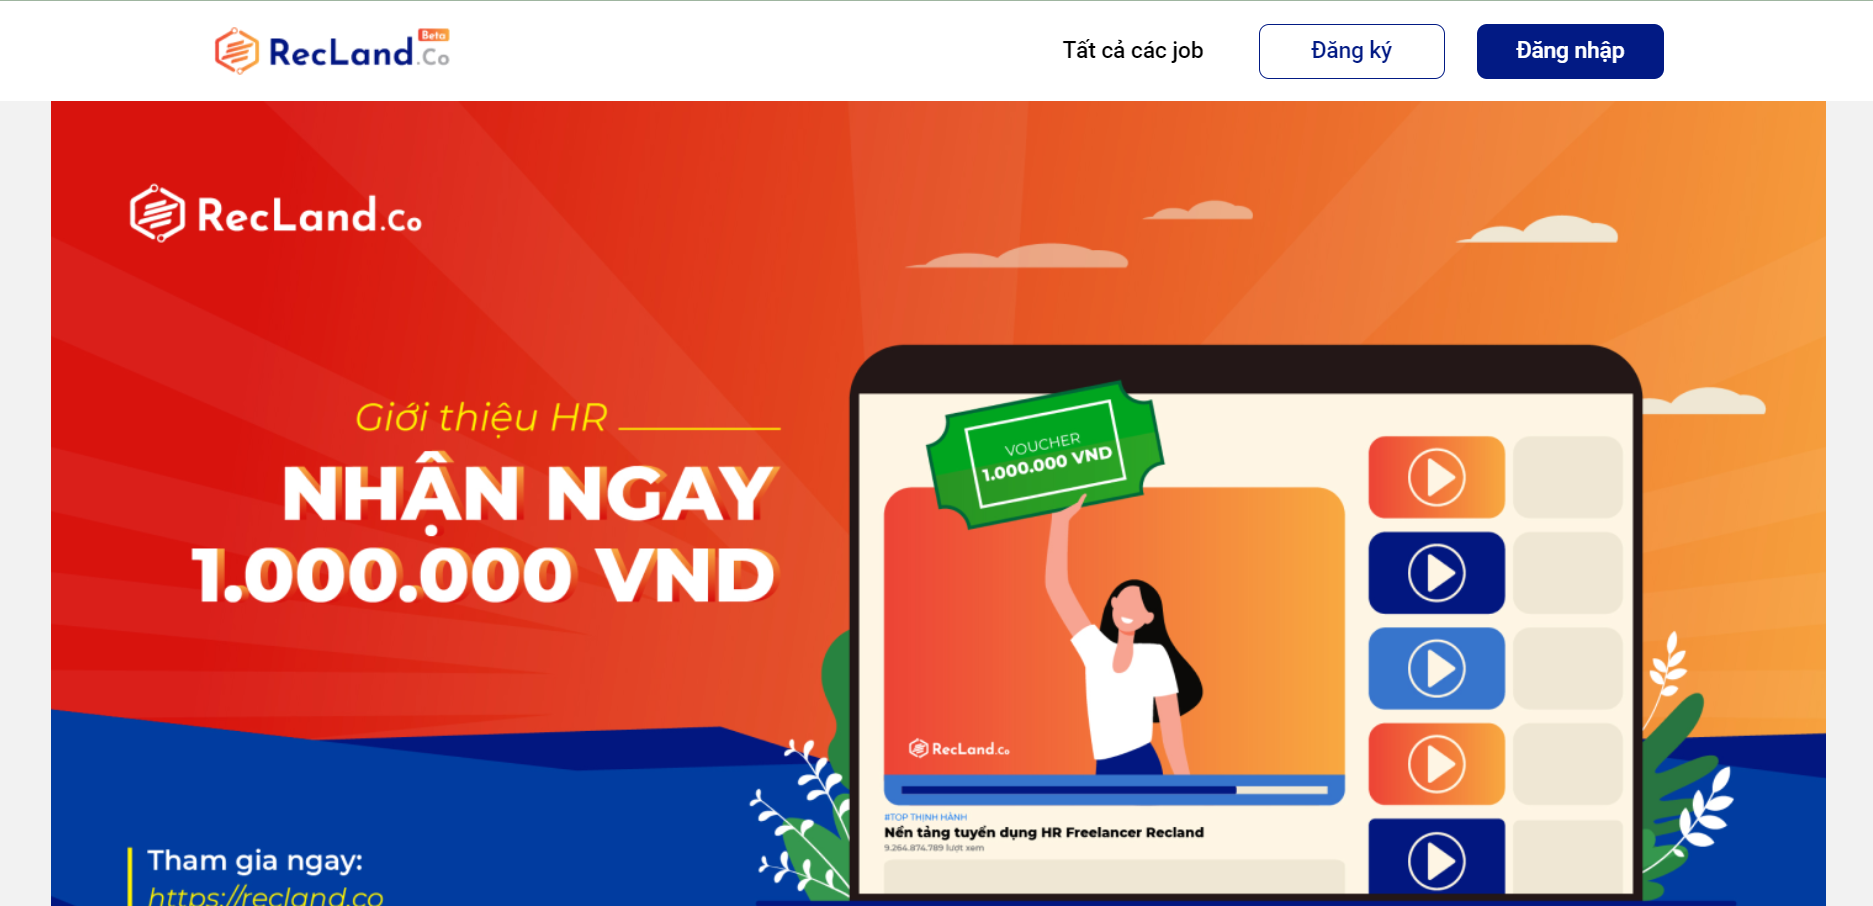 RecLand.Co
Beta
Tất cả các job
Đăng ký
Đăng nhập
RecLand.co
Giới thiệu HR
NHẬN NGAY
1.000.000 VND
VOUCHER
1.000.000 VND
RecLand.co
#TOP THỊNH HÀNH
Nền tảng tuyển dụng HR Freelancer Recland
9.264.874.789 lượt xem
Tham gia ngay:
https://recland.co